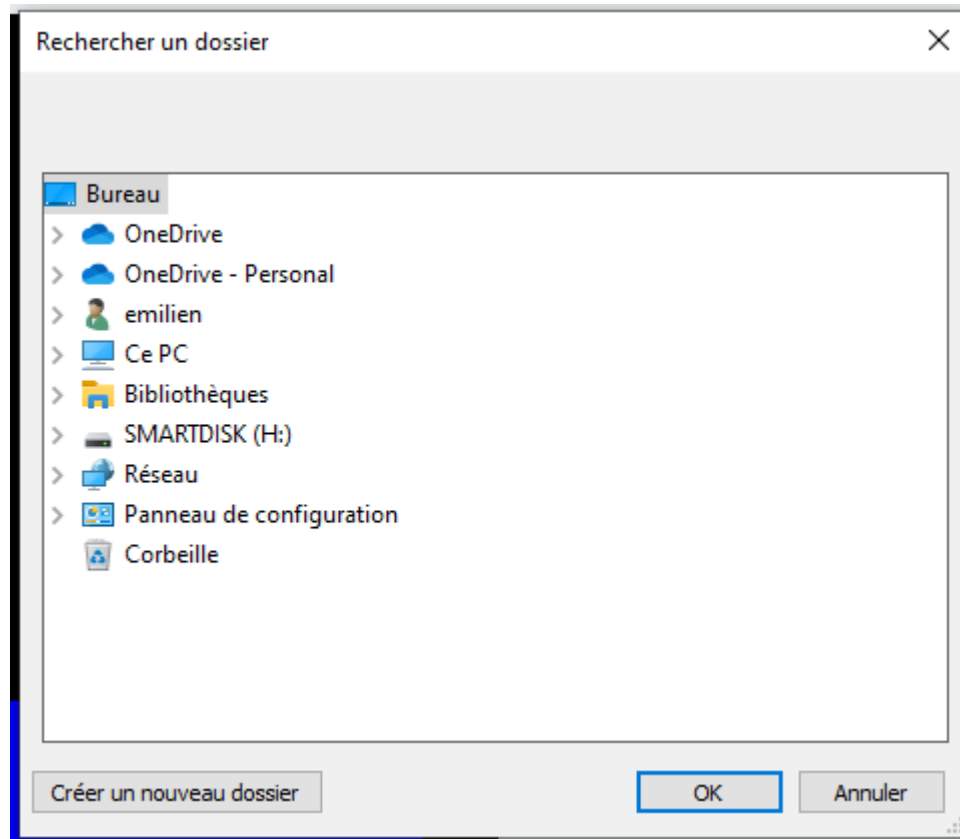 Rechercher un dossier
Bureau
OneDrive
OneDrive - Personal
emilien
Ce PC
Bibliothèques
SMARTDISK (H:)
Réseau
Panneau de configuration
Corbeille
Créer un nouveau dossier
OK
Annuler